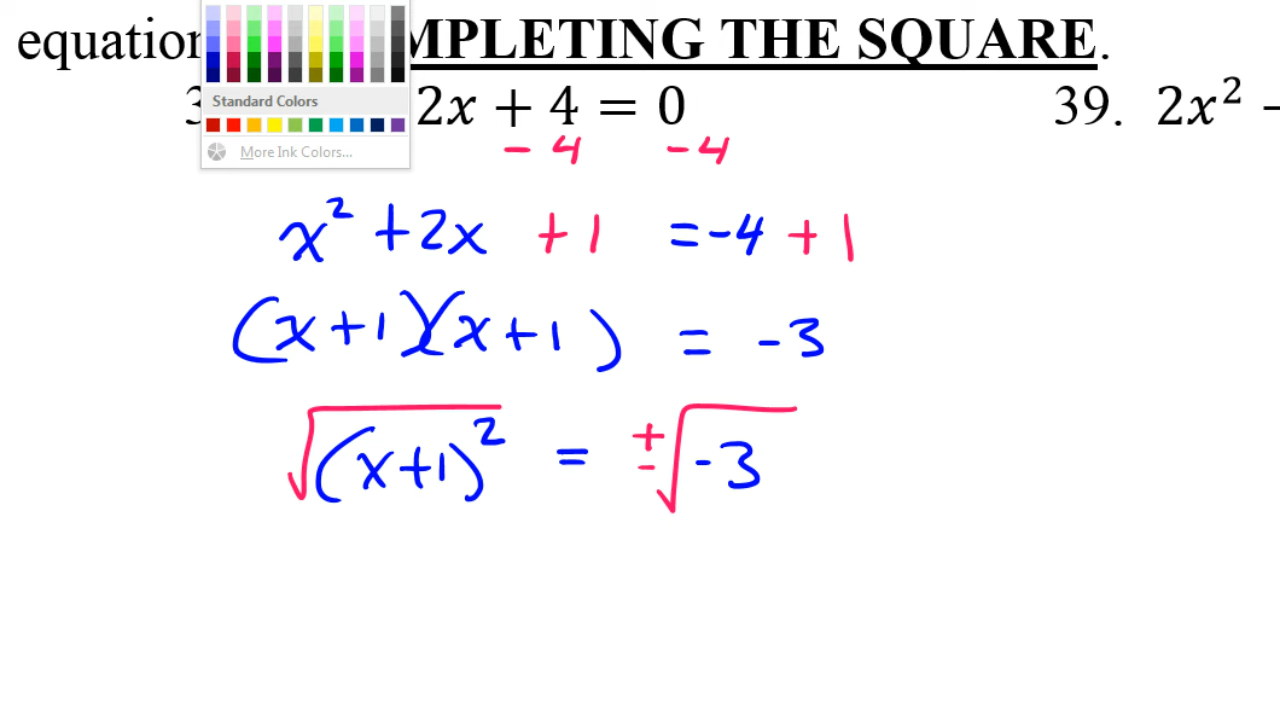 equation MPLETING THE SQUARE.
2x + 4 = 0 39. 2x² −
Standard Colors
More Ink Colors...
− 4 − 4
x² + 2x + 1 = -4 + 1
(x+1)(x+1) = -3
√(x+1)² = ±√-3